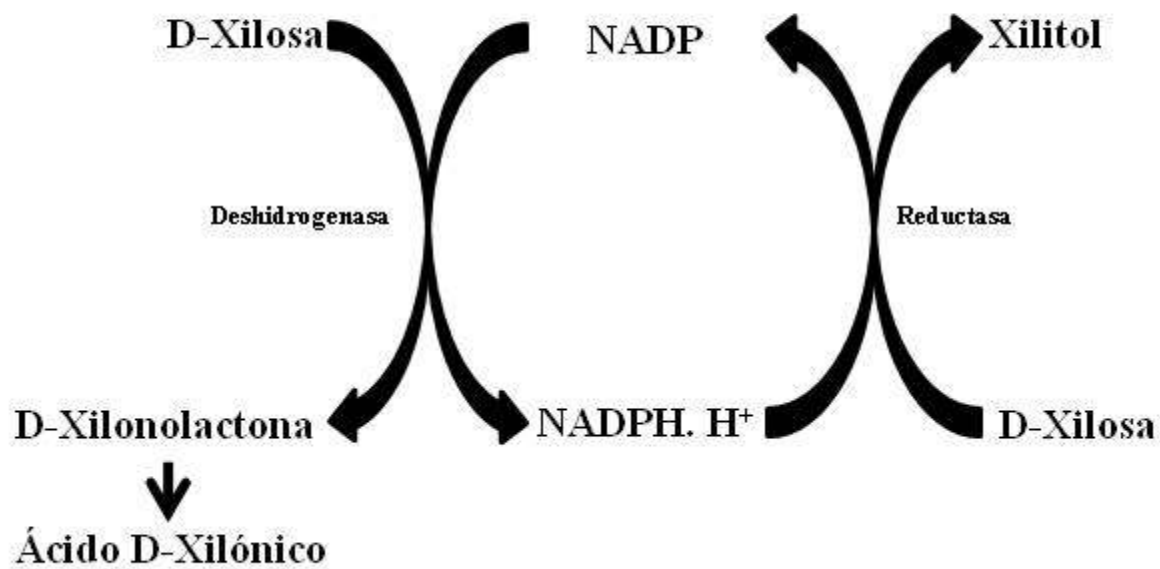 D-Xilosa NADP Xilitol
Deshidrogenasa Reductasa
D-Xilonolactona NADPH. H⁺ D-Xilosa
Ácido D-Xilónico